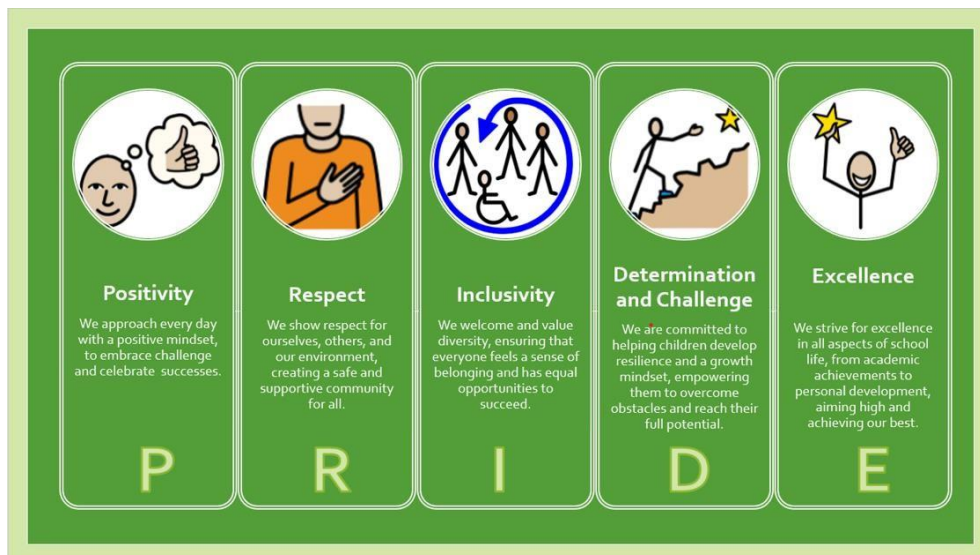 Positivity
We approach every day
with a positive mindset,
to embrace challenge
and celebrate successes.
P
Respect
We show respect for
ourselves, others, and
our environment,
creating a safe and
supportive community
for all.
R
Inclusivity
We welcome and value
diversity, ensuring that
everyone feels a sense of
belonging and has equal
opportunities to
succeed.
I
Determination
and Challenge
We are committed to
helping children develop
resilience and a growth
mindset, empowering
them to overcome
obstacles and reach their
full potential.
D
Excellence
We strive for excellence
in all aspects of school
life, from academic
achievements to
personal development,
aiming high and
achieving our best.
E